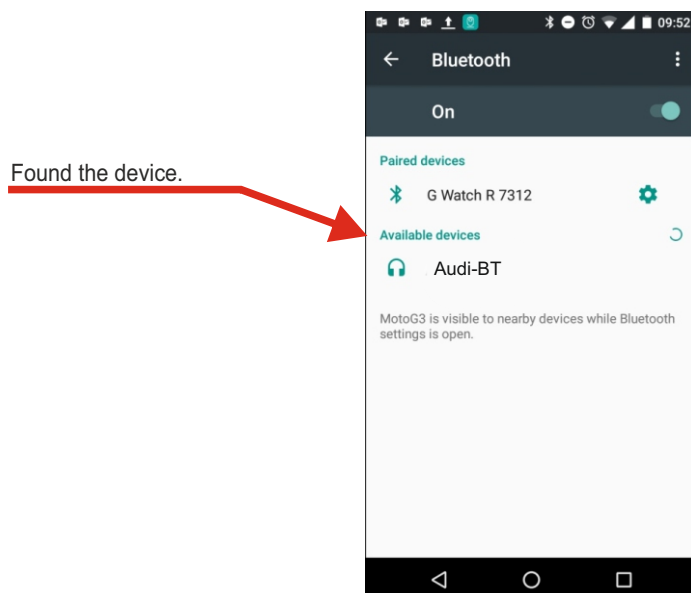 09:52
Bluetooth
On
Found the device.
Paired devices
G Watch R 7312
Available devices
Audi-BT
MotoG3 is visible to nearby devices while Bluetooth
settings is open.